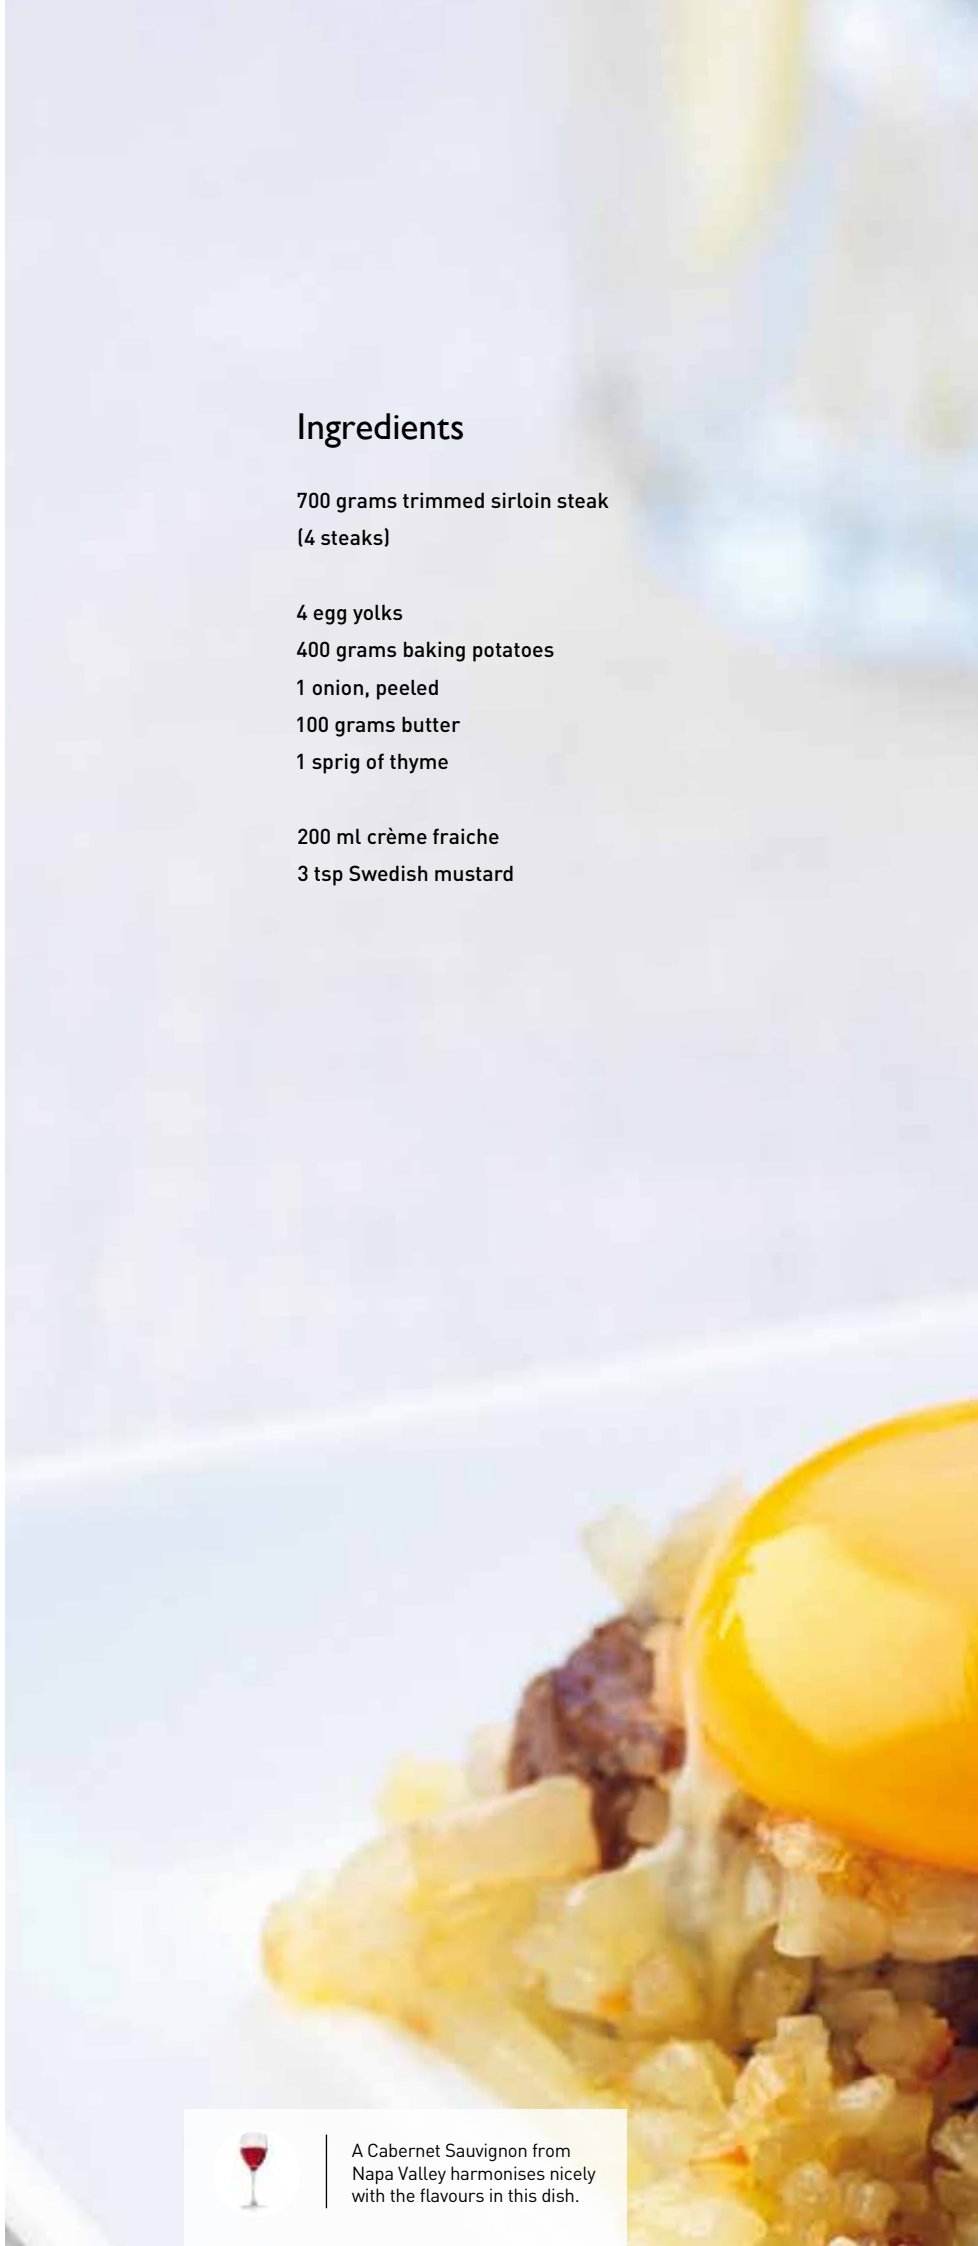 Ingredients
700 grams trimmed sirloin steak
(4 steaks)
4 egg yolks
400 grams baking potatoes
1 onion, peeled
100 grams butter
1 sprig of thyme
200 ml crème fraiche
3 tsp Swedish mustard
A Cabernet Sauvignon from
Napa Valley harmonises nicely
with the flavours in this dish.